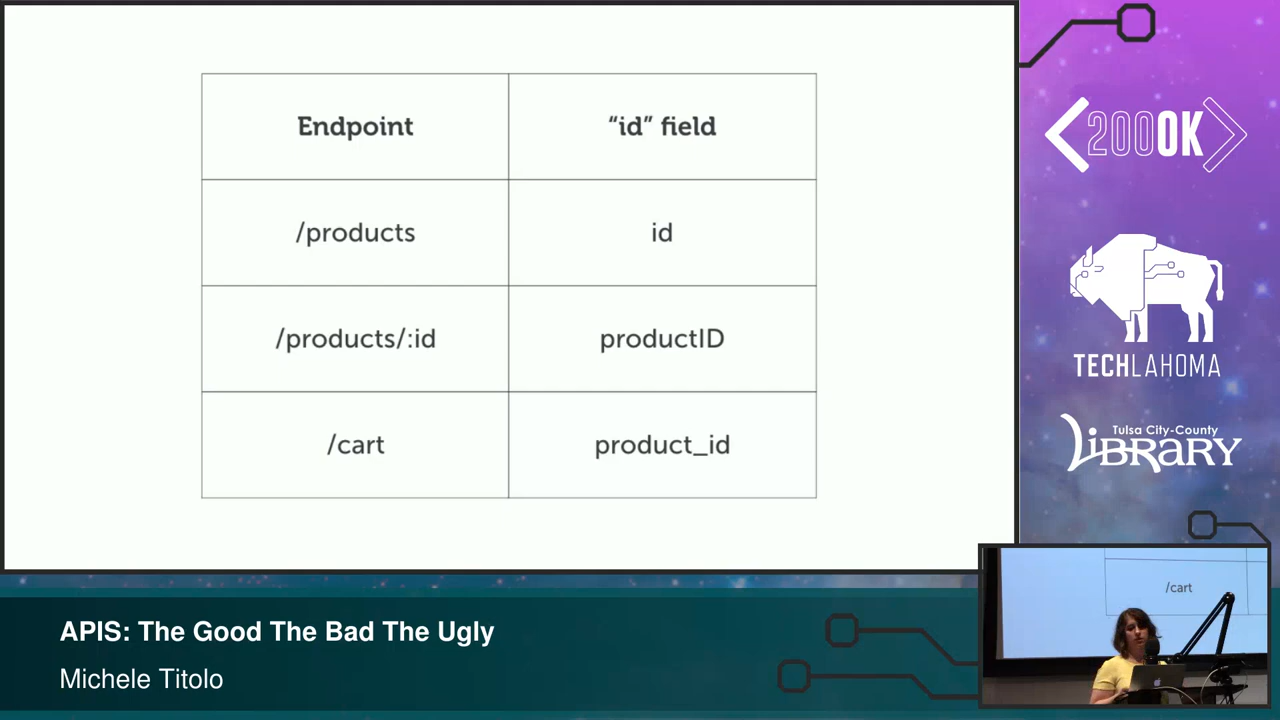 Endpoint
“id” field
/products
id
/products/:id
productID
/cart
product_id
200OK
TECHLAHOMA
Tulsa City-County
LIBRARY
/cart
APIS: The Good The Bad The Ugly
Michele Titolo